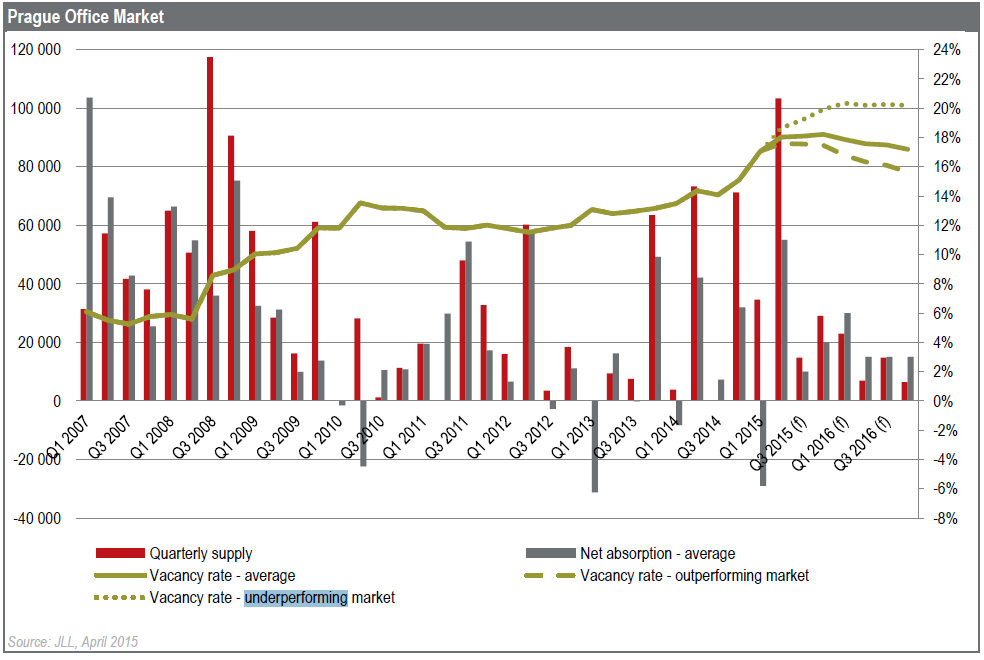 Prague Office Market
120 000
100 000
80 000
60 000
40 000
20 000
0
-20 000
-40 000
24%
22%
20%
18%
16%
14%
12%
10%
8%
6%
4%
2%
0%
-2%
-4%
-6%
-8%
Q1 2007
Q3 2007
Q1 2008
Q3 2008
Q1 2009
Q3 2009
Q1 2010
Q3 2010
Q1 2011
Q3 2011
Q1 2012
Q3 2012
Q1 2013
Q3 2013
Q1 2014
Q3 2014
Q1 2015
Q3 2015 (f)
Q1 2016 (f)
Q3 2016 (f)
Quarterly supply
Net absorption - average
Vacancy rate - average
Vacancy rate - outperforming market
Vacancy rate - underperforming market
Source: JLL, April 2015